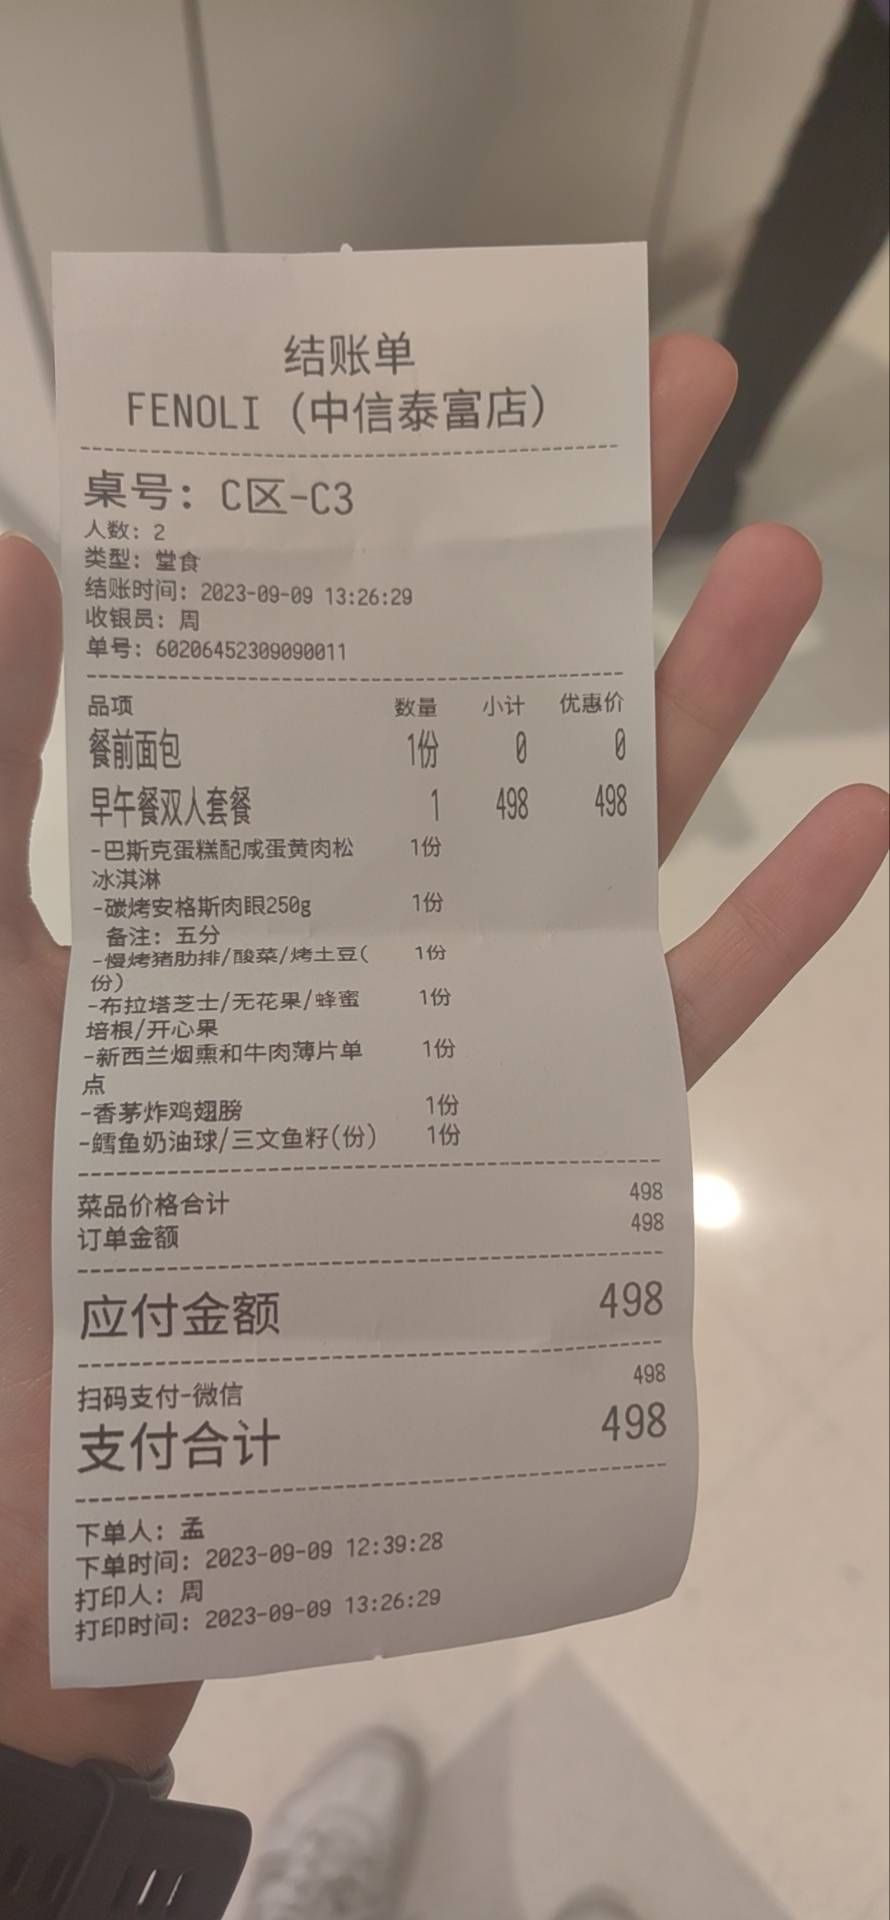 结账单
FENOLI（中信泰富店）
桌号：C区-C3
人数：2
类型：堂食
结账时间：2023-09-09 13:26:29
收银员：周
单号：60206452309090011
品项 数量 小计 优惠价
餐前面包 1份 0 0
早午餐双人套餐 1 498 498
-巴斯克蛋糕配咸蛋黄肉松 1份
冰淇淋
-碳烤安格斯肉眼250g 1份
备注：五分
-慢烤猪肋排/酸菜/烤土豆( 1份
份)
-布拉塔芝士/无花果/蜂蜜 1份
培根/开心果
-新西兰烟熏和牛肉薄片单 1份
点
-香茅炸鸡翅膀 1份
-鳕鱼奶油球/三文鱼籽(份) 1份
菜品价格合计 498
订单金额 498
应付金额 498
扫码支付-微信 498
支付合计 498
下单人：孟
下单时间：2023-09-09 12:39:28
打印人：周
打印时间：2023-09-09 13:26:29